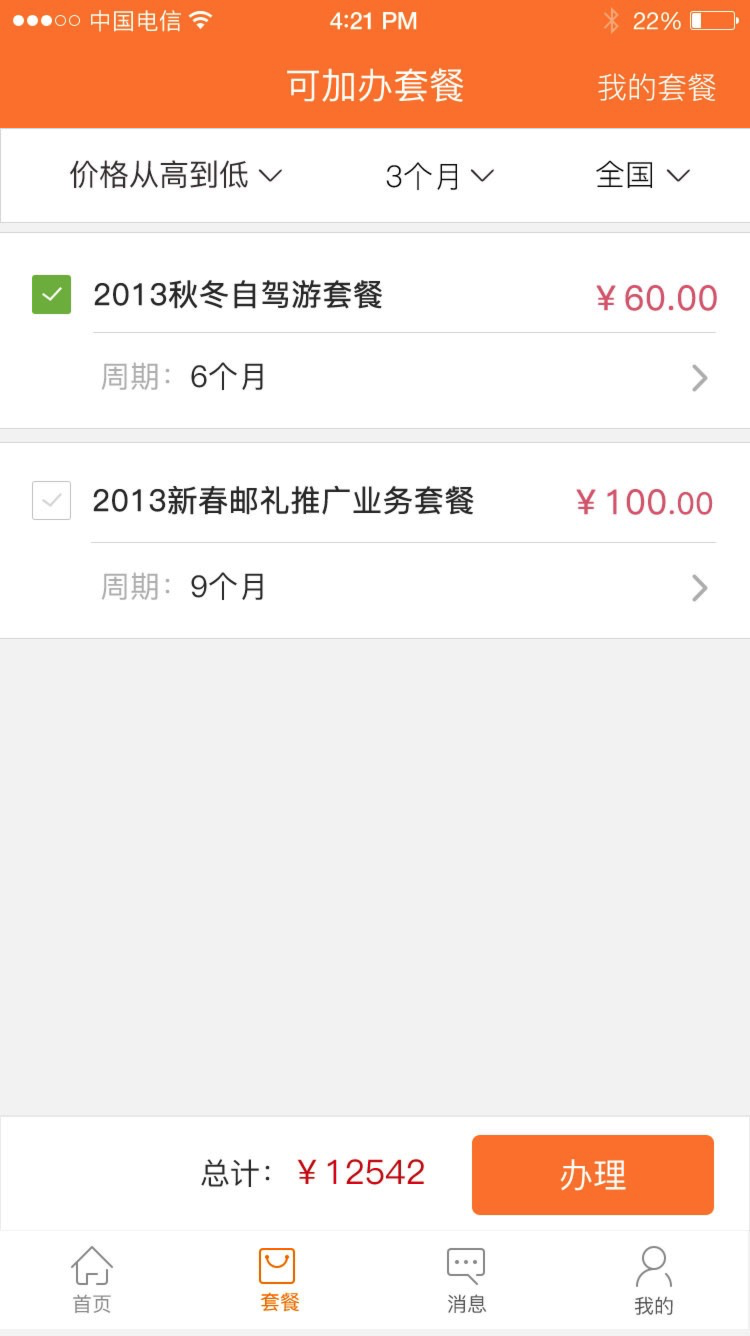 中国电信 4:21 PM 22%
可加办套餐 我的套餐
价格从高到低 3个月 全国
2013秋冬自驾游套餐 ￥60.00
周期： 6个月
2013新春邮礼推广业务套餐 ￥100.00
周期： 9个月
总计： ￥12542 办理
首页 套餐 消息 我的